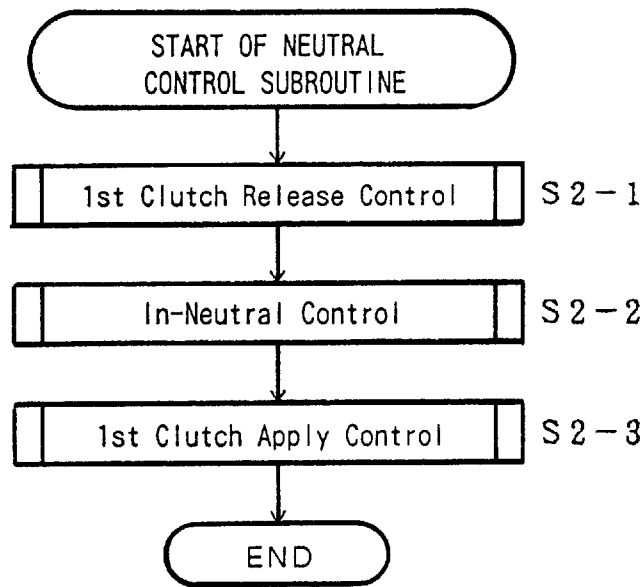 START OF NEUTRAL
CONTROL SUBROUTINE
1st Clutch Release Control
S2-1
In-Neutral Control
S2-2
1st Clutch Apply Control
S2-3
END